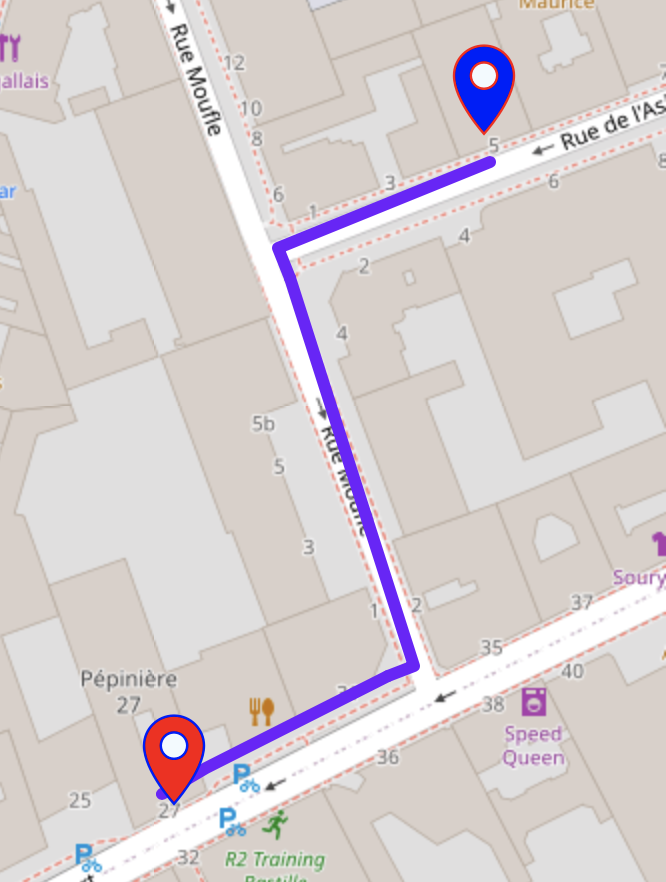 Maurice
Rue Moufle
12
10
8
6
5
Rue de l'As
3
1
6
8
4
2
4
5b
5
3
Rue Moufle
1
2
37
35
40
38
Speed
Queen
Soury
Pépinière
27
36
25
27
32
R2 Training
Bastille
allais
ar